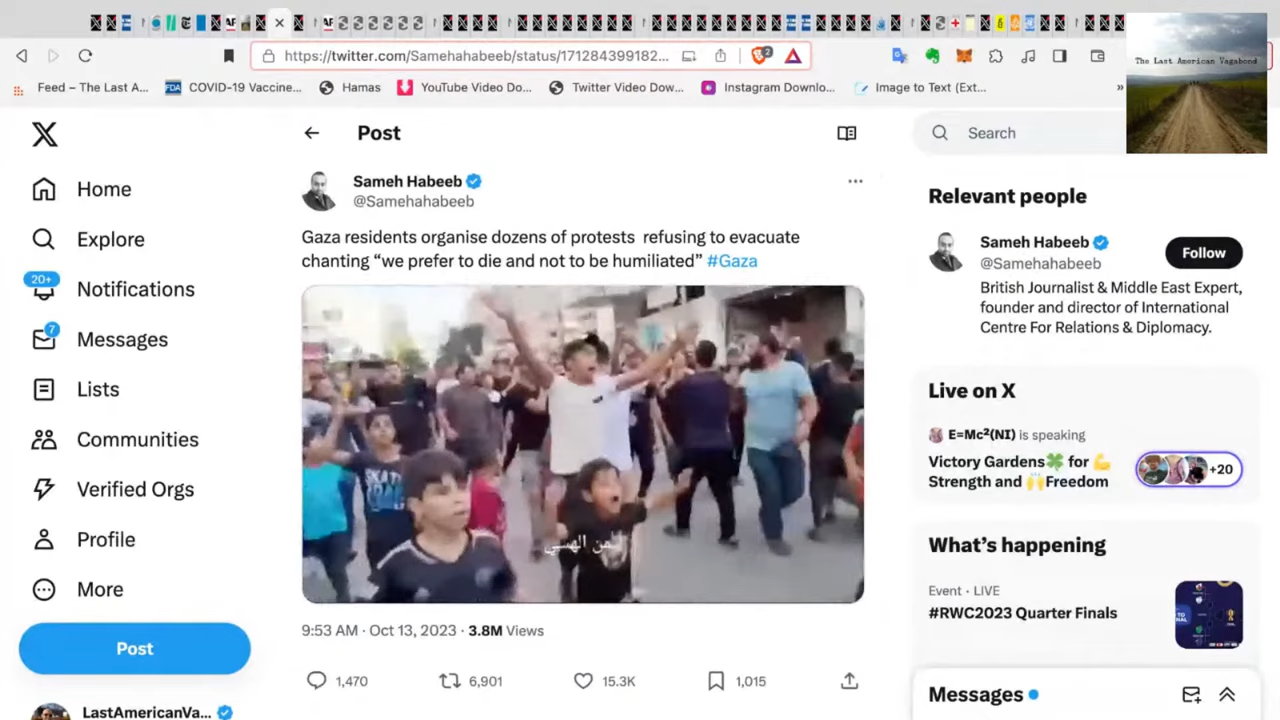 https://twitter.com/Samehahabeeb/status/171284399182...
2
The Last American Vagabond
Feed – The Last A...
FDA
COVID-19 Vaccine...
Hamas
YouTube Video Do...
Twitter Video Dow...
Instagram Downlo...
Image to Text (Ext...
»
Post
Search
Home
Explore
20+
Notifications
7
Messages
Lists
Communities
Verified Orgs
Profile
More
Post
LastAmericanVa...
Sameh Habeeb
@Samehahabeeb
Gaza residents organise dozens of protests refusing to evacuate
chanting “we prefer to die and not to be humiliated” #Gaza
9:53 AM · Oct 13, 2023 · 3.8M Views
1,470
6,901
15.3K
1,015
Relevant people
Sameh Habeeb
@Samehahabeeb
Follow
British Journalist & Middle East Expert,
founder and director of International
Centre For Relations & Diplomacy.
Live on X
E=Mc²(NI) is speaking
Victory Gardens🍀 for 💪
Strength and 🙌Freedom
+20
What’s happening
Event · LIVE
#RWC2023 Quarter Finals
Messages